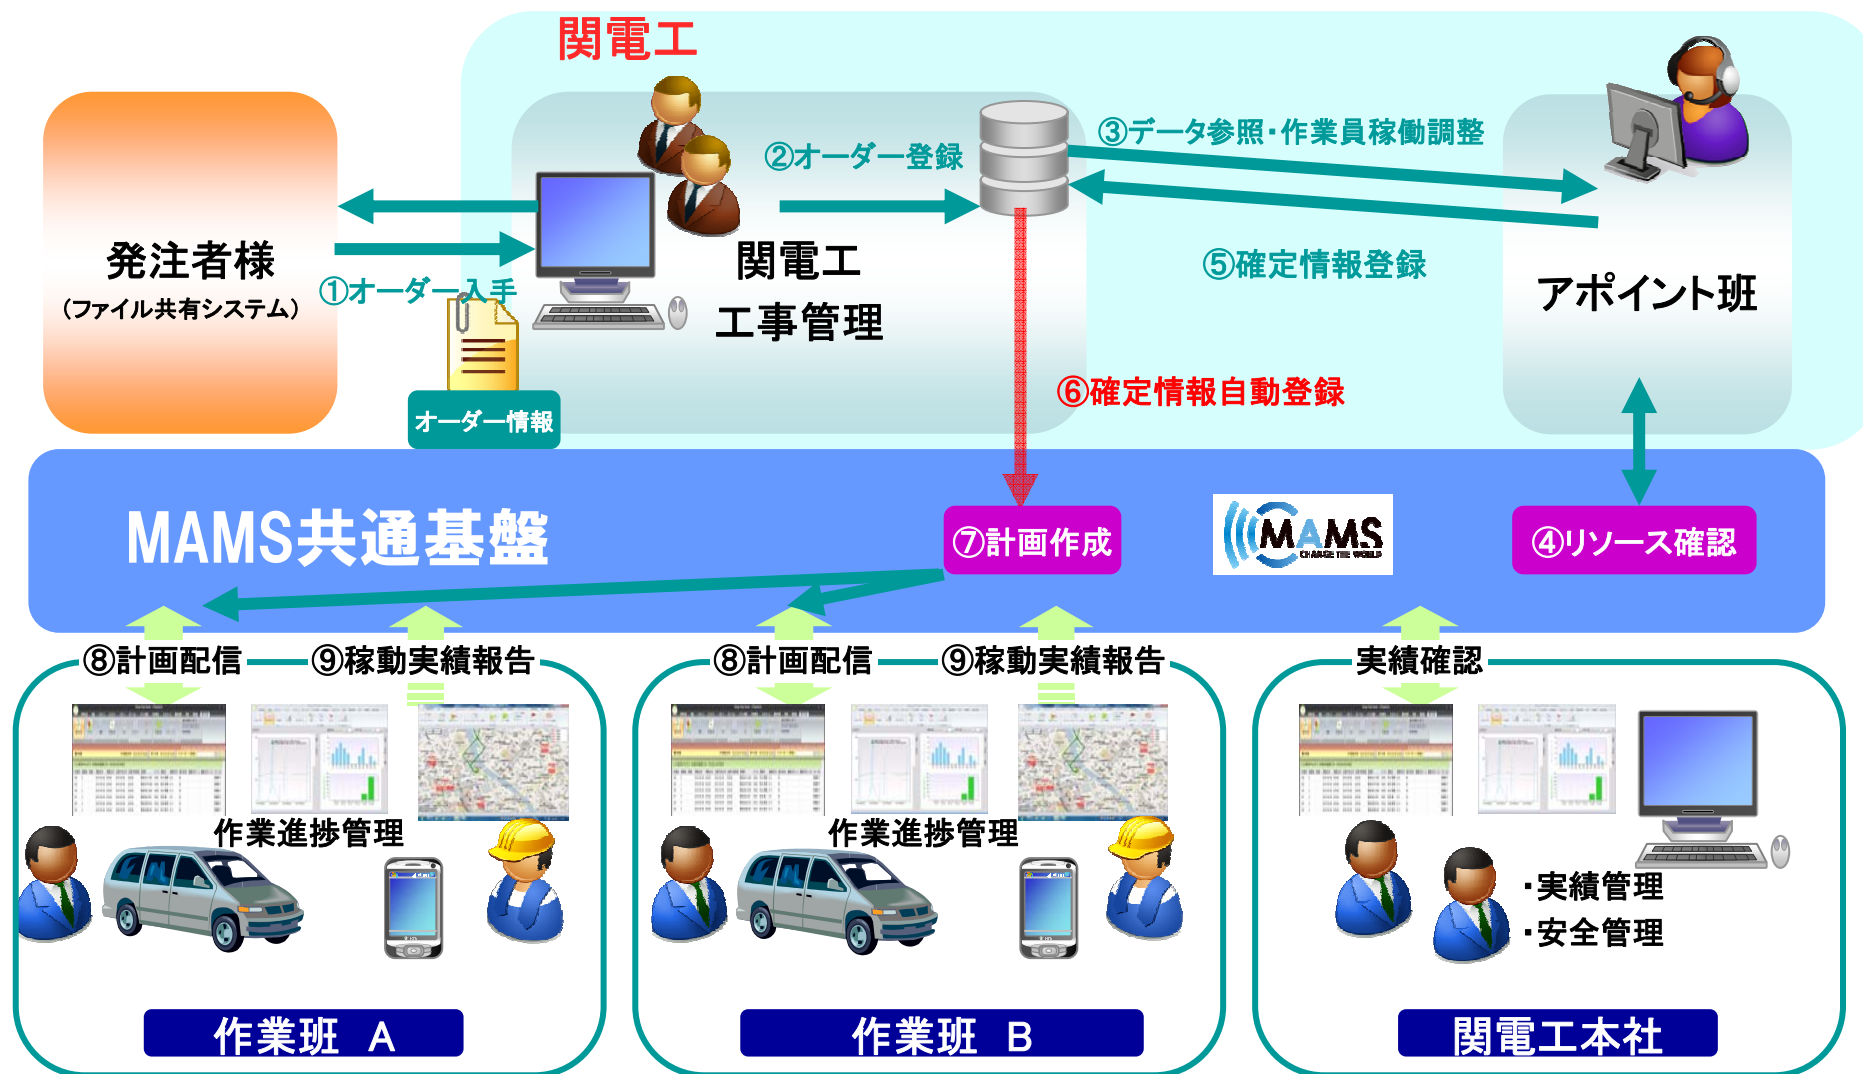 関電工
②オーダー登録
③データ参照・作業員稼働調整
発注者様
(ファイル共有システム)
①オーダー入手
関電工
工事管理
⑤確定情報登録
アポイント班
⑥確定情報自動登録
オーダー情報
MAMS共通基盤
⑦計画作成
MAMS
CHANGE THE WORLD
④リソース確認
⑧計画配信
⑨稼動実績報告
⑧計画配信
⑨稼動実績報告
実績確認
作業進捗管理
作業進捗管理
・実績管理
・安全管理
作業班 A
作業班 B
関電工本社